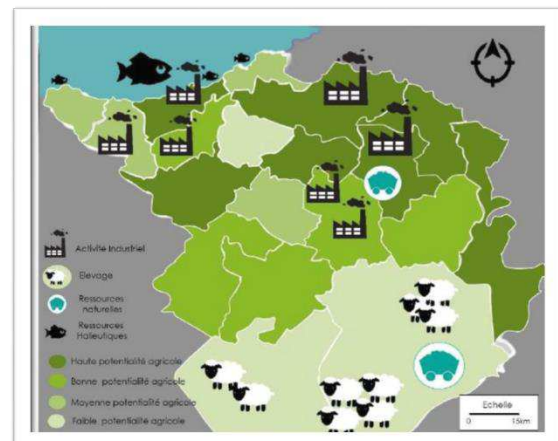 Activite Industriel
Elevage
Ressources
naturelles
Ressources
Halieutiques
Haute potentialité agricole
Bonne potentialité agricole
Moyenne potentialité agricole
Faible potentialité agricole
Echelle
0 15km